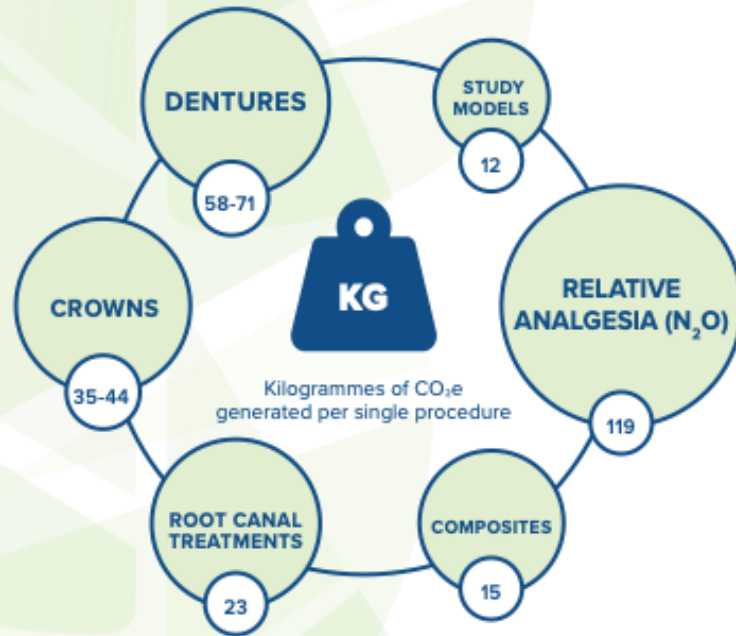 DENTURES
58-71
STUDY
MODELS
12
RELATIVE
ANALGESIA (N₂O)
119
COMPOSITES
15
ROOT CANAL
TREATMENTS
23
CROWNS
35-44
KG
Kilogrammes of CO₂e
generated per single procedure